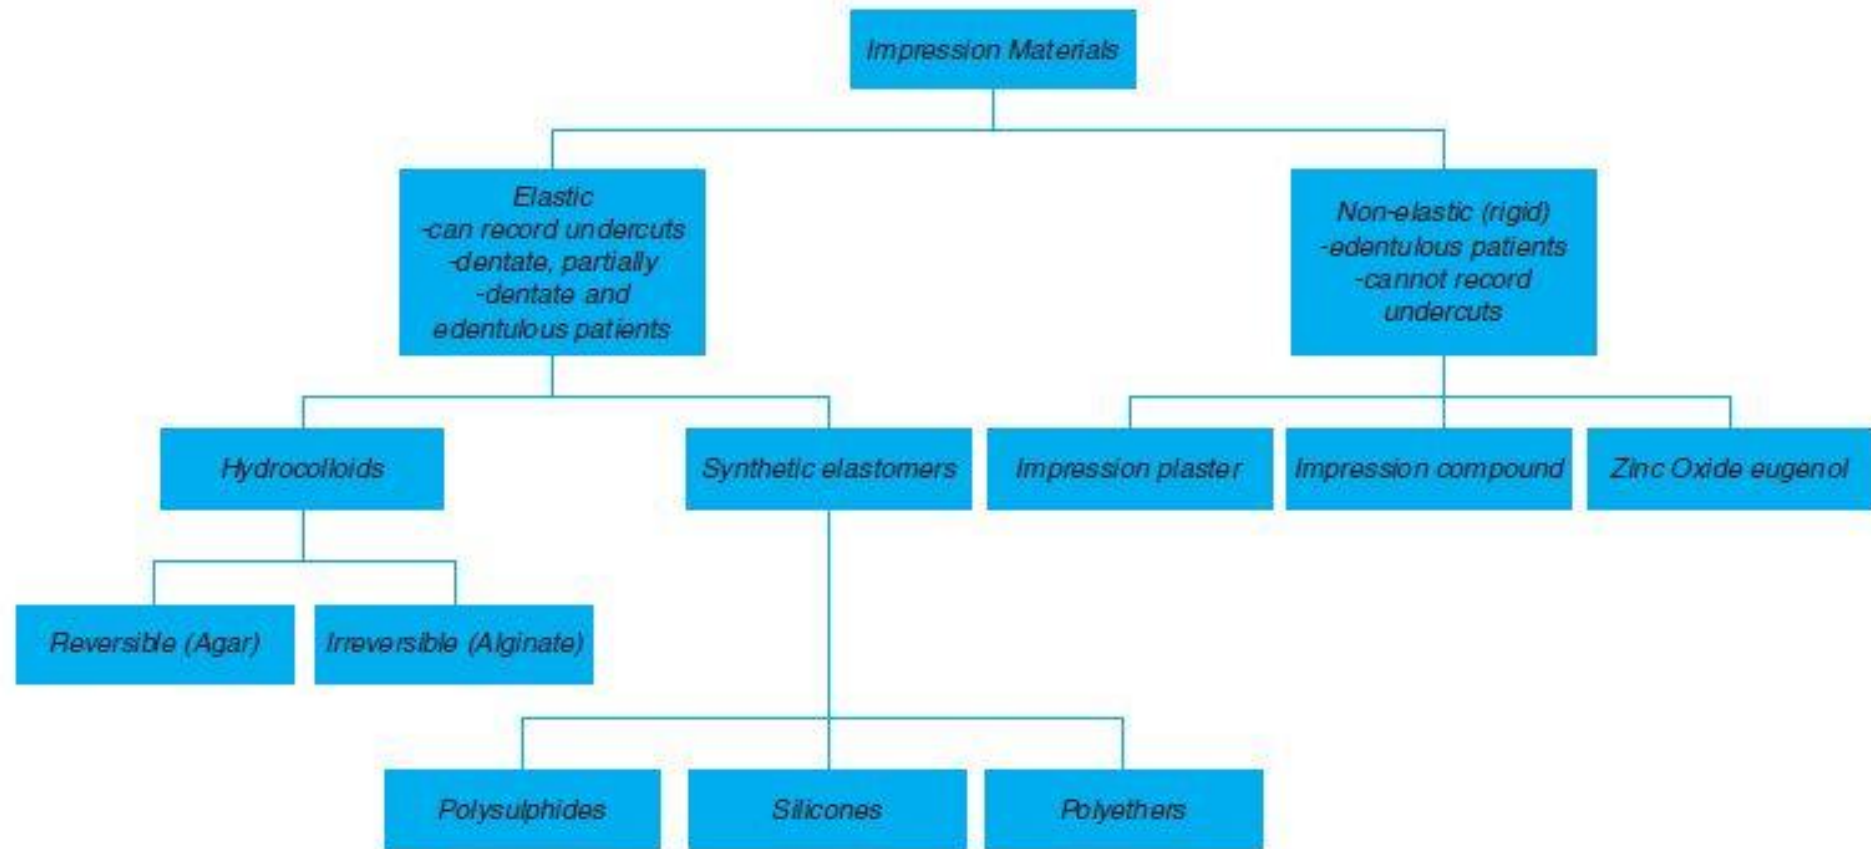 Impression Materials
Elastic
-can record undercuts
-dentate, partially
-dentate and
edentulous patients
Non-elastic (rigid)
-edentulous patients
-cannot record
undercuts
Hydrocolloids
Synthetic elastomers
Impression plaster
Impression compound
Zinc Oxide eugenol
Reversible (Agar)
Irreversible (Alginate)
Polysulphides
Silicones
Polyethers